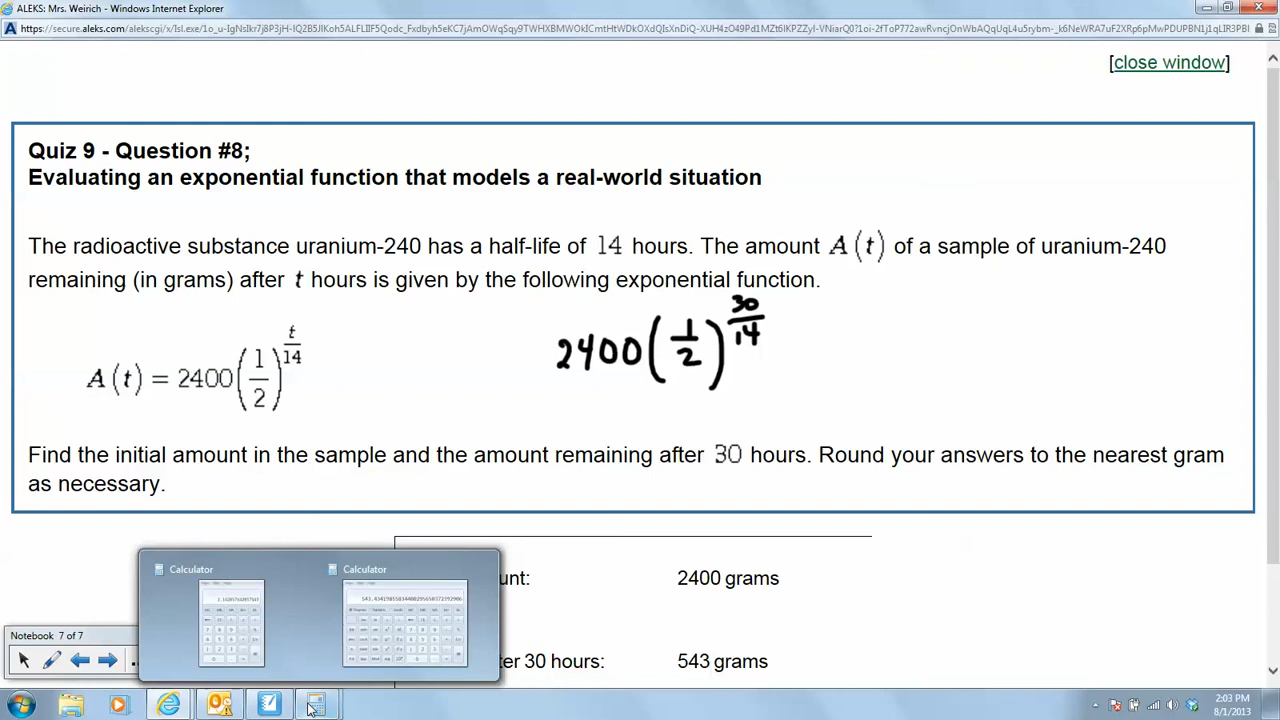 ALEKS: Mrs. Weirich - Internet Explorer
[close window]
Quiz 9 - Question #8;
Evaluating an exponential function that models a real-world situation
The radioactive substance uranium-240 has a half-life of 14 hours. The amount A(t) of a sample of uranium-240
remaining (in grams) after t hours is given by the following exponential function.
A(t) = 2400(1/2)^(t/14)
2400(1/2)^(30/14)
Find the initial amount in the sample and the amount remaining after 30 hours. Round your answers to the nearest gram
as necessary.
unt: 2400 grams
Calculator Calculator
Notebook 7 of 7
ter 30 hours: 543 grams
2:03 PM
8/1/2013